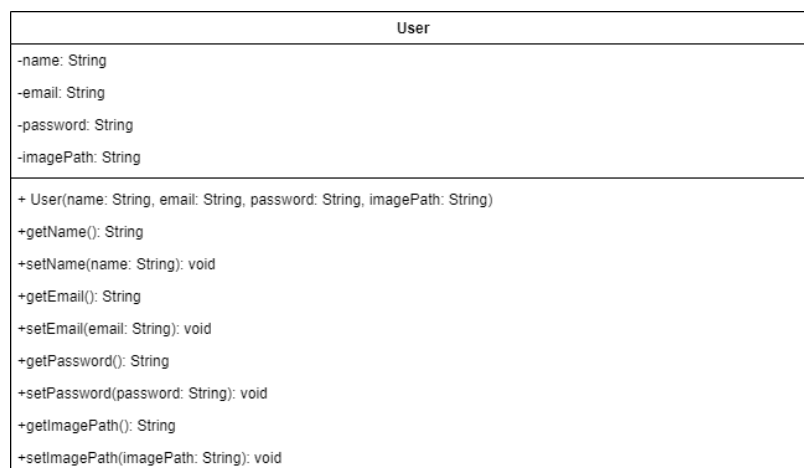 User
-name: String
-email: String
-password: String
-imagePath: String
+ User(name: String, email: String, password: String, imagePath: String)
+getName(): String
+setName(name: String): void
+getEmail(): String
+setEmail(email: String): void
+getPassword(): String
+setPassword(password: String): void
+getImagePath(): String
+setImagePath(imagePath: String): void